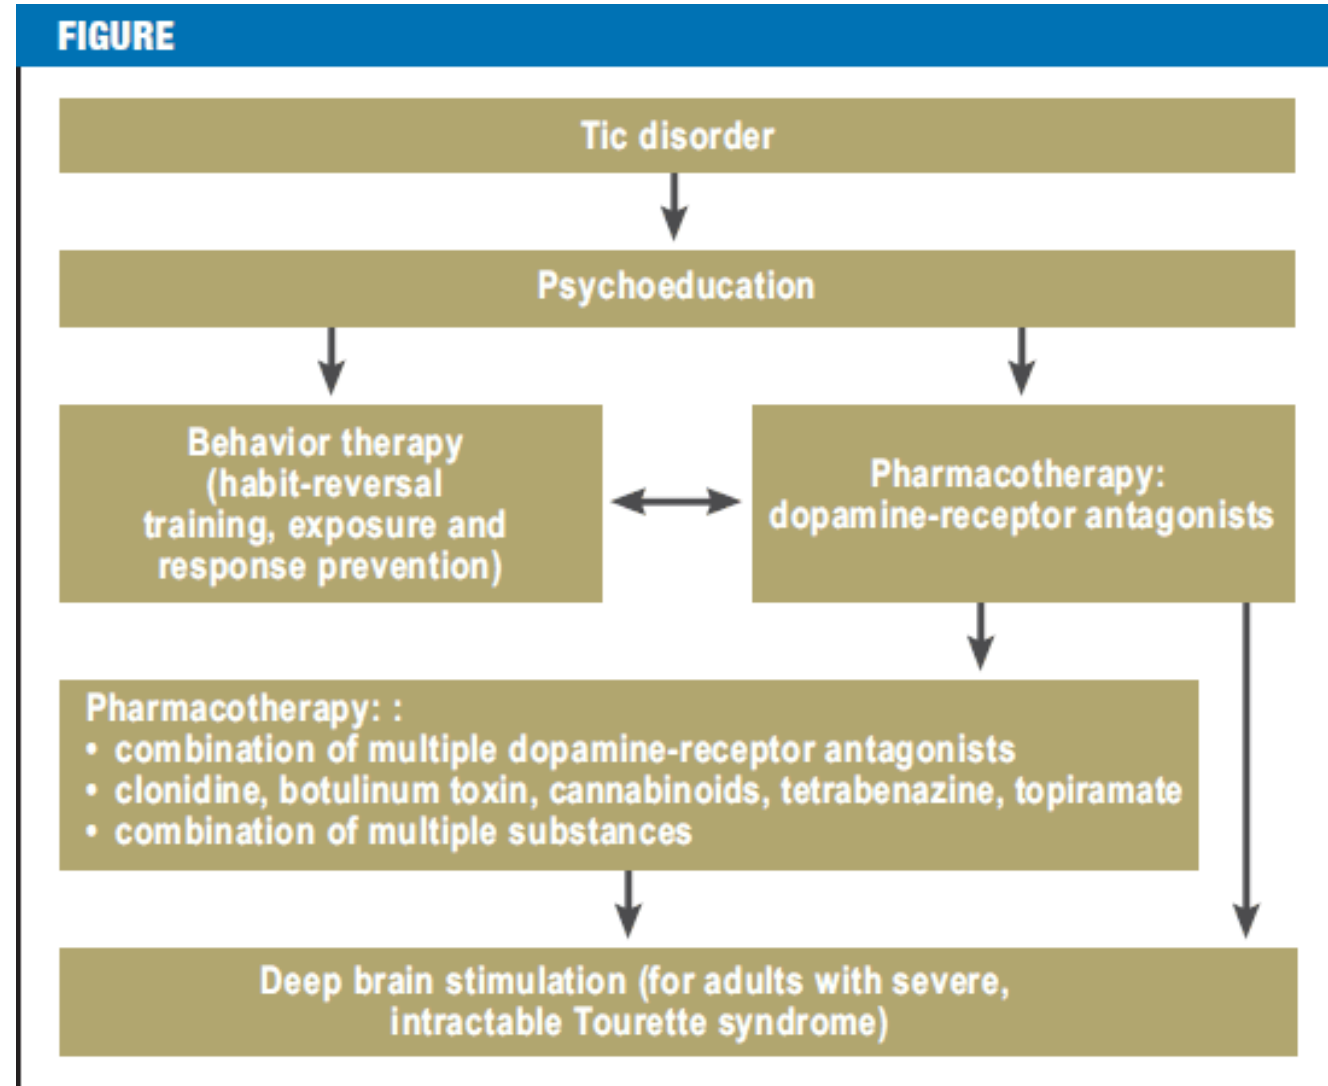 FIGURE
Tic disorder
Psychoeducation
Behavior therapy
(habit-reversal
training, exposure and
response prevention)
Pharmacotherapy:
dopamine-receptor antagonists
Pharmacotherapy: :
• combination of multiple dopamine-receptor antagonists
• clonidine, botulinum toxin, cannabinoids, tetrabenazine, topiramate
• combination of multiple substances
Deep brain stimulation (for adults with severe,
intractable Tourette syndrome)